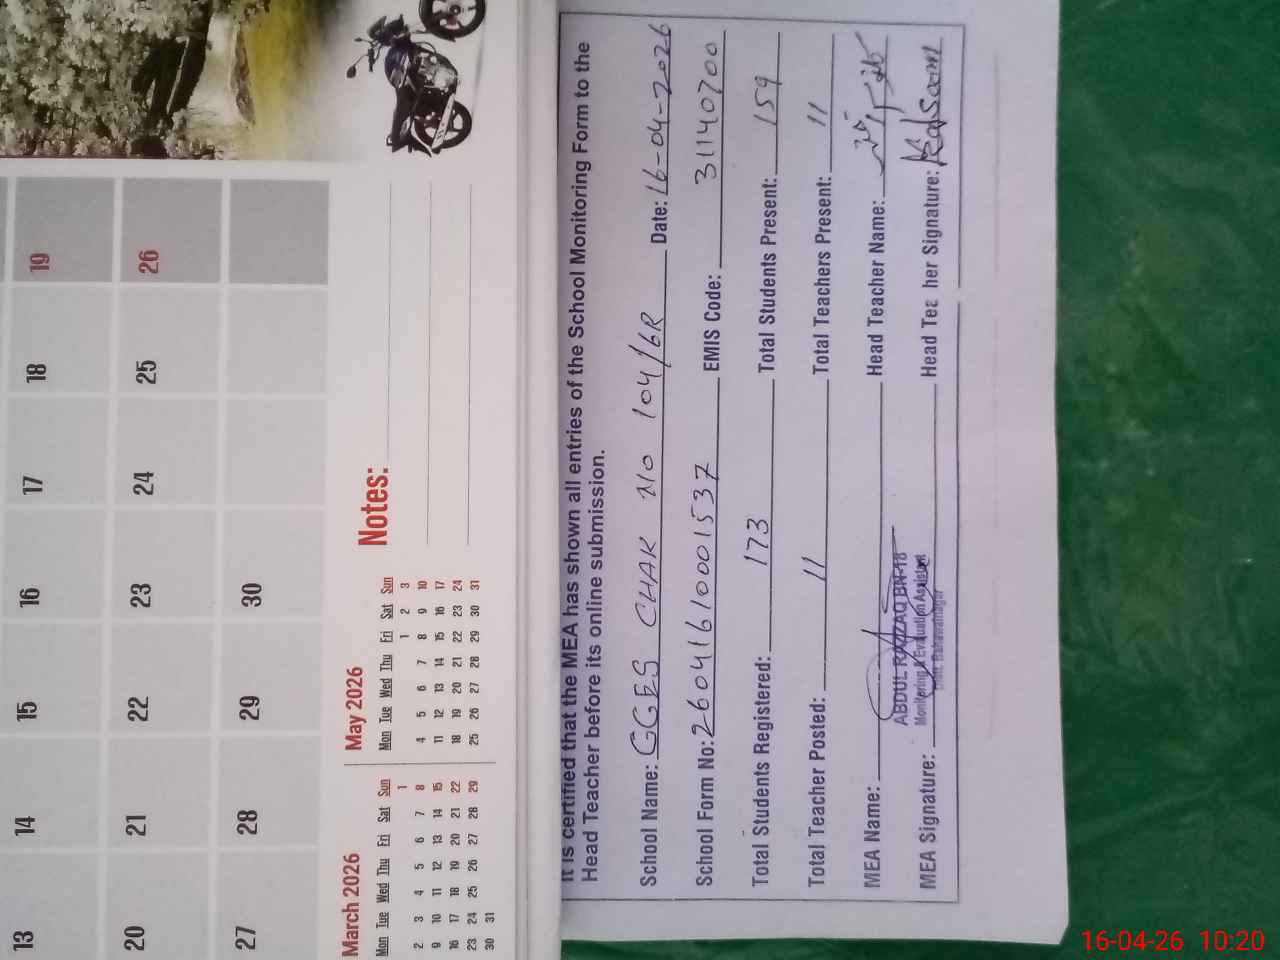 13 14 15 16 17 18 19
20 21 22 23 24 25 26
27 28 29 30
March 2026
Mon Tue Wed Thu Fri Sat Sun
1
2 3 4 5 6 7 8
9 10 11 12 13 14 15
16 17 18 19 20 21 22
23 24 25 26 27 28 29
30 31
May 2026
Mon Tue Wed Thu Fri Sat Sun
1 2 3
4 5 6 7 8 9 10
11 12 13 14 15 16 17
18 19 20 21 22 23 24
25 26 27 28 29 30 31
Notes:
It is certified that the MEA has shown all entries of the School Monitoring Form to the
Head Teacher before its online submission.
School Name: GGES CHAK NO 104/6R Date: 16-04-2026
School Form No: 26041610001537 EMIS Code: 31140700
Total Students Registered: 173 Total Students Present: 159
Total Teacher Posted: 11 Total Teachers Present: 11
MEA Name: Head Teacher Name:
ABDUL RAZZAQ BN-18
Monitoring & Evaluation Assistant
Distt. Bahawalnagar
MEA Signature: Head Teacher Signature: Kalsoom
16-04-26 10:20